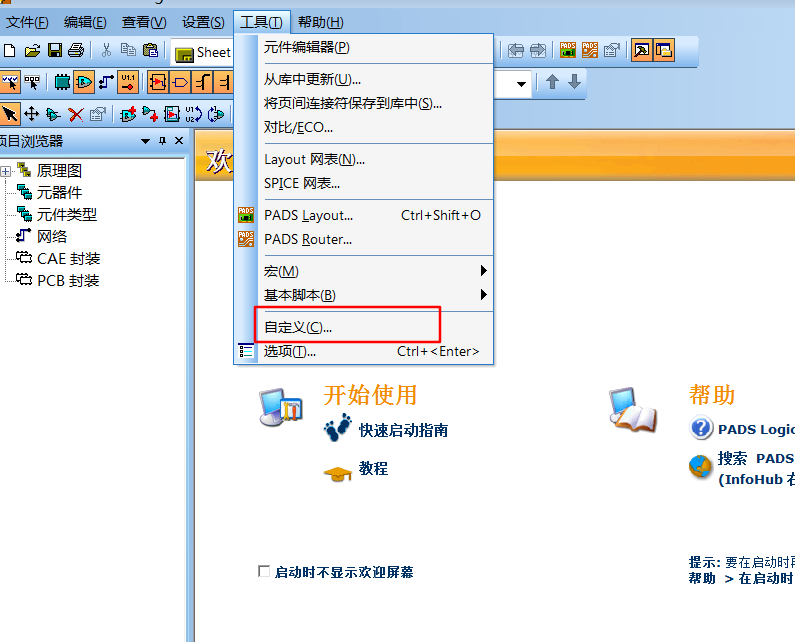 文件(F) 编辑(E) 查看(V) 设置(S) 工具(T) 帮助(H)
Sheet
元件编辑器(P)
从库中更新(U)...
将页间连接符保存到库中(S)...
对比/ECO...
Layout 网表(N)...
SPICE 网表...
PADS Layout... Ctrl+Shift+O
PADS Router...
宏(M)
基本脚本(B)
自定义(C)...
选项(T)... Ctrl+<Enter>
项目浏览器
原理图
元器件
元件类型
网络
CAE 封装
PCB 封装
欢
开始使用
快速启动指南
教程
启动时不显示欢迎屏幕
帮助
PADS Logic
搜索 PADS
(InfoHub 在
提示: 要在启动时再
帮助 > 在启动时